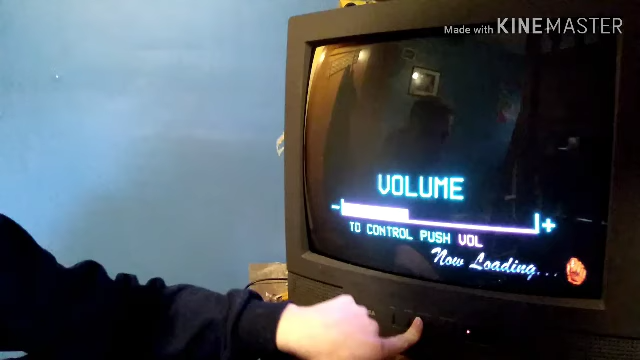 Made with KINEMASTER
VOLUME
- +
TO CONTROL PUSH VOL
Now Loading...